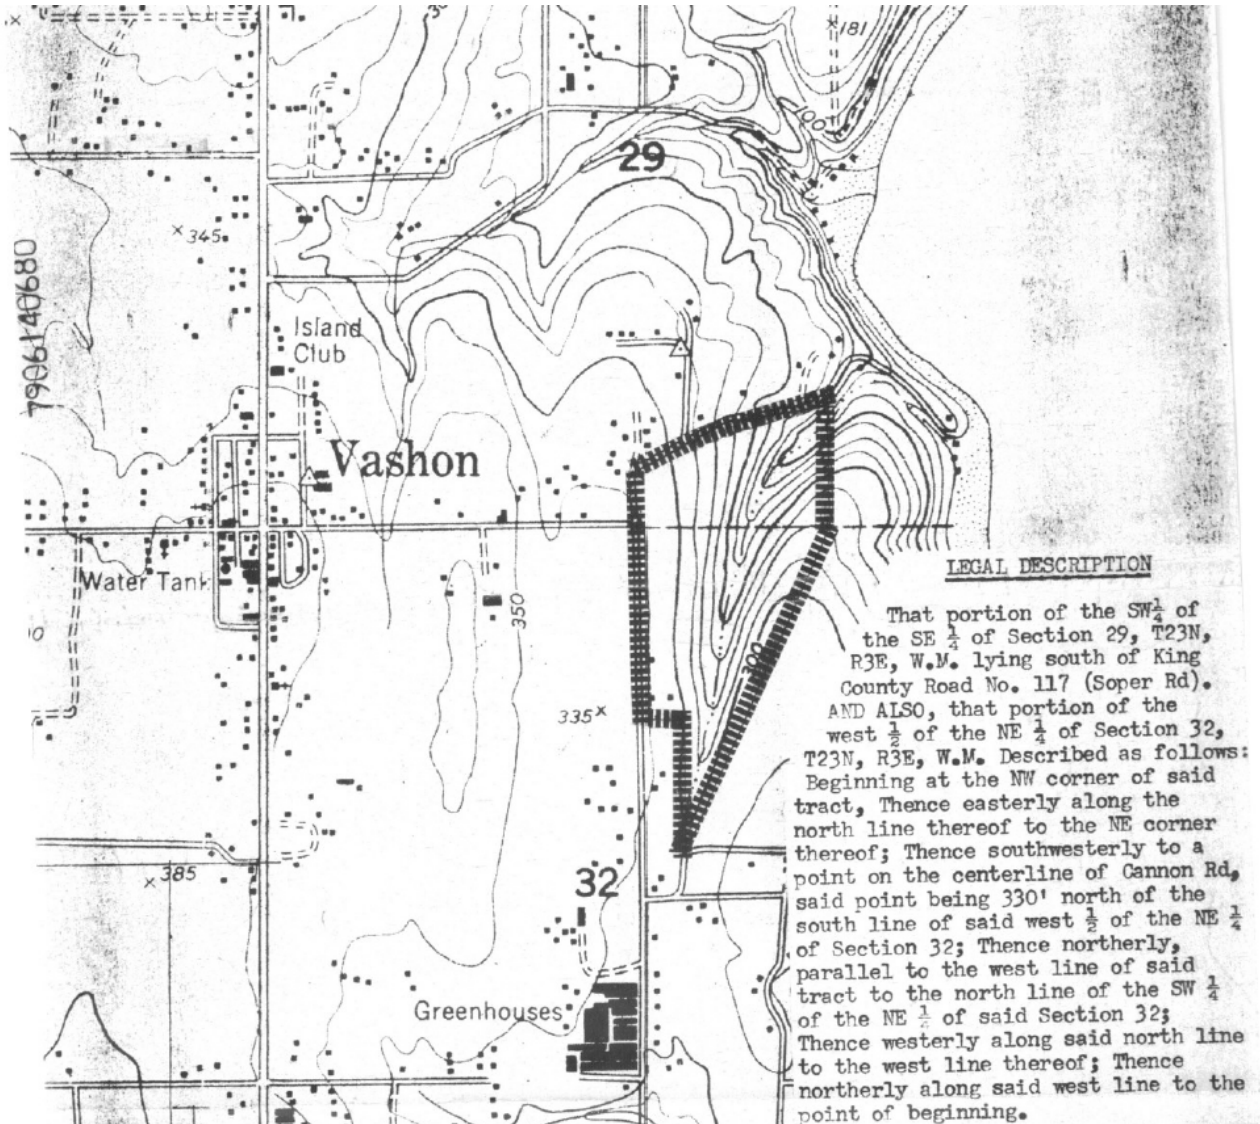 181
100
29
345
7906140680
Island
Club
Vashon
Water Tank
350
300
335
385
32
Greenhouses
LEGAL DESCRIPTION
That portion of the SW¼ of
the SE ¼ of Section 29, T23N,
R3E, W.M. lying south of King
County Road No. 117 (Soper Rd).
AND ALSO, that portion of the
west ½ of the NE ¼ of Section 32,
T23N, R3E, W.M. Described as follows:
Beginning at the NW corner of said
tract, Thence easterly along the
north line thereof to the NE corner
thereof; Thence southwesterly to a
point on the centerline of Cannon Rd,
said point being 330' north of the
south line of said west ½ of the NE ¼
of Section 32; Thence northerly,
parallel to the west line of said
tract to the north line of the SW ¼
of the NE ¼ of said Section 32;
Thence westerly along said north line
to the west line thereof; Thence
northerly along said west line to the
point of beginning.